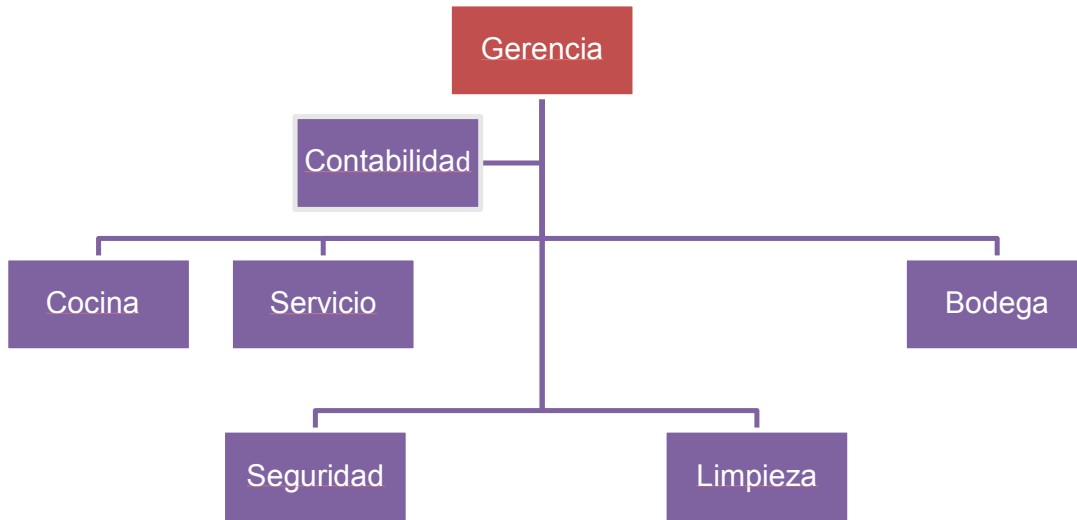 Gerencia
Contabilidad
Cocina
Servicio
Bodega
Seguridad
Limpieza